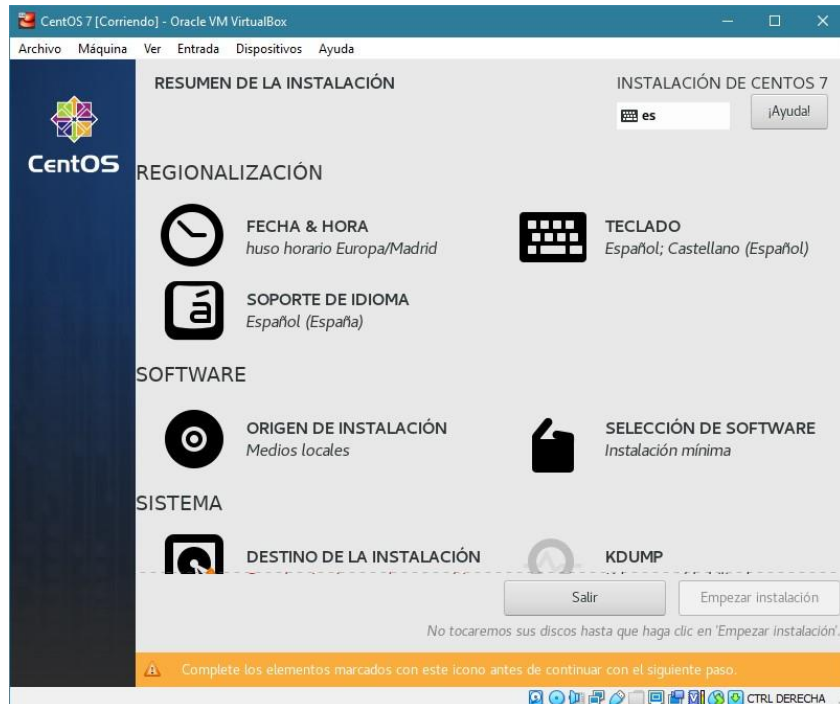 CentOS 7 [Corriendo] - Oracle VM VirtualBox
Archivo Máquina Ver Entrada Dispositivos Ayuda
RESUMEN DE LA INSTALACIÓN
INSTALACIÓN DE CENTOS 7
es
¡Ayuda!
CentOS
REGIONALIZACIÓN
FECHA & HORA
huso horario Europa/Madrid
TECLADO
Español; Castellano (Español)
SOPORTE DE IDIOMA
Español (España)
SOFTWARE
ORIGEN DE INSTALACIÓN
Medios locales
SELECCIÓN DE SOFTWARE
Instalación mínima
SISTEMA
DESTINO DE LA INSTALACIÓN
KDUMP
Salir
Empezar instalación
No tocaremos sus discos hasta que haga clic en 'Empezar instalación'.
Complete los elementos marcados con este icono antes de continuar con el siguiente paso.
CTRL DERECHA